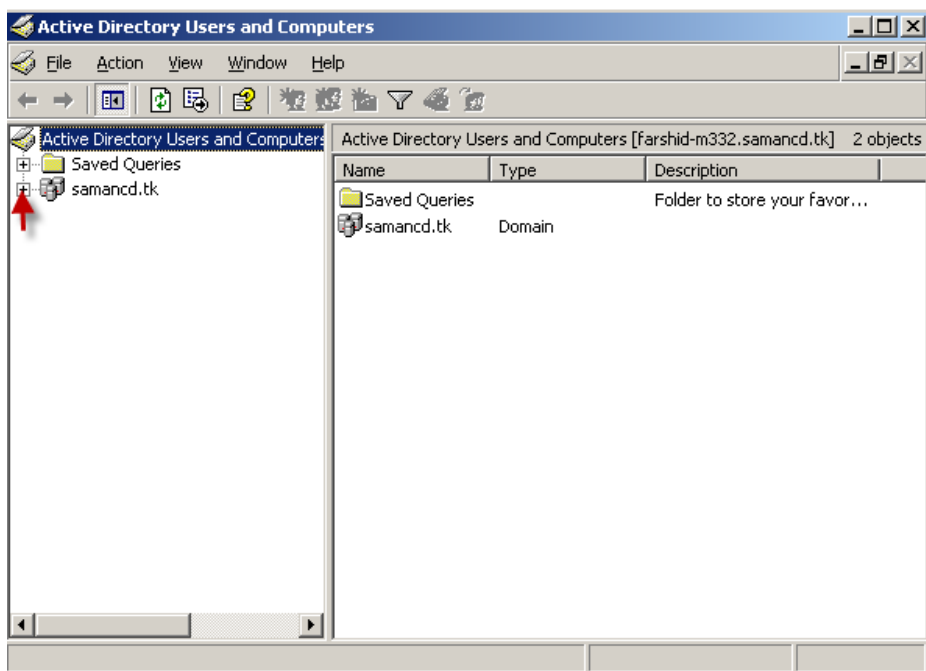 Active Directory Users and Computers
File Action View Window Help
Active Directory Users and Computers
Saved Queries
samancd.tk
Active Directory Users and Computers [farshid-m332.samancd.tk] 2 objects
Name Type Description
Saved Queries Folder to store your favor...
samancd.tk Domain